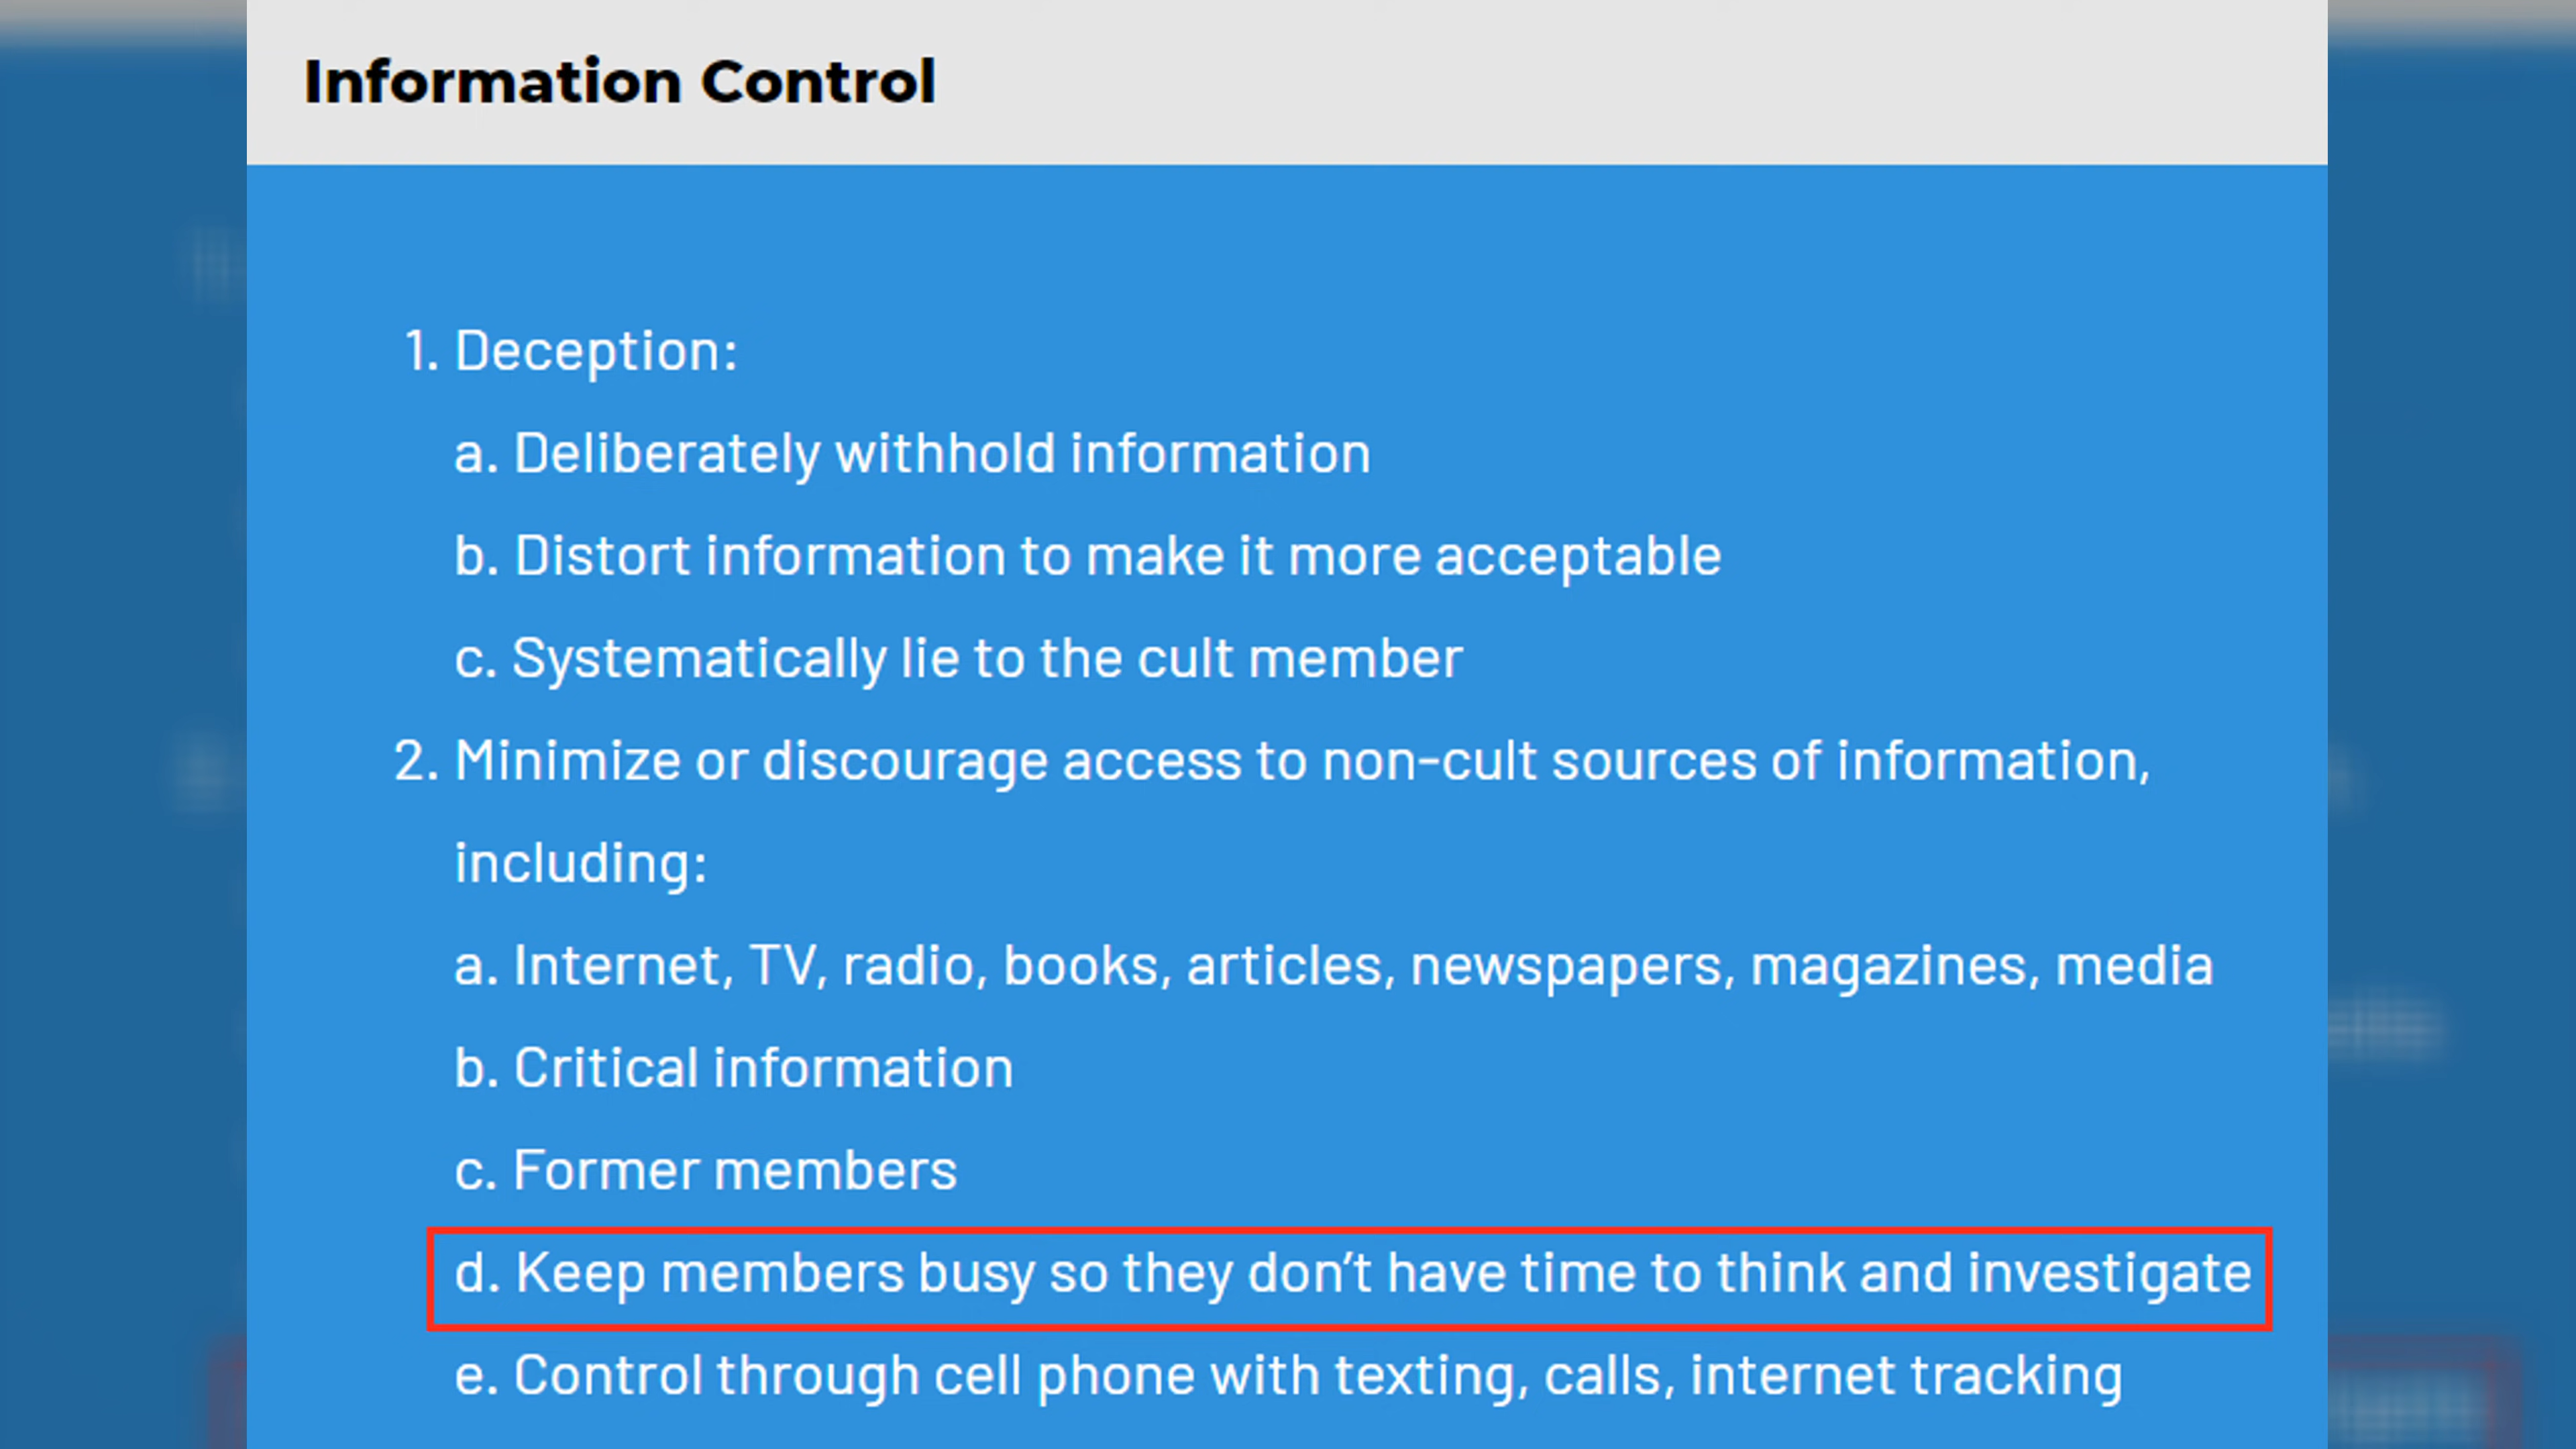 Information Control
1. Deception:
a. Deliberately withhold information
b. Distort information to make it more acceptable
c. Systematically lie to the cult member
2. Minimize or discourage access to non-cult sources of information,
including:
a. Internet, TV, radio, books, articles, newspapers, magazines, media
b. Critical information
c. Former members
d. Keep members busy so they don’t have time to think and investigate
e. Control through cell phone with texting, calls, internet tracking